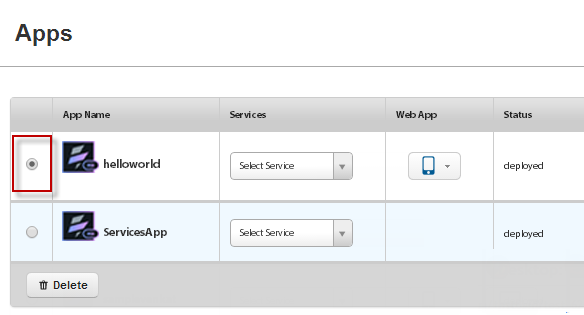 Apps
App Name Services Web App Status
helloworld Select Service deployed
ServicesApp Select Service deployed
Delete